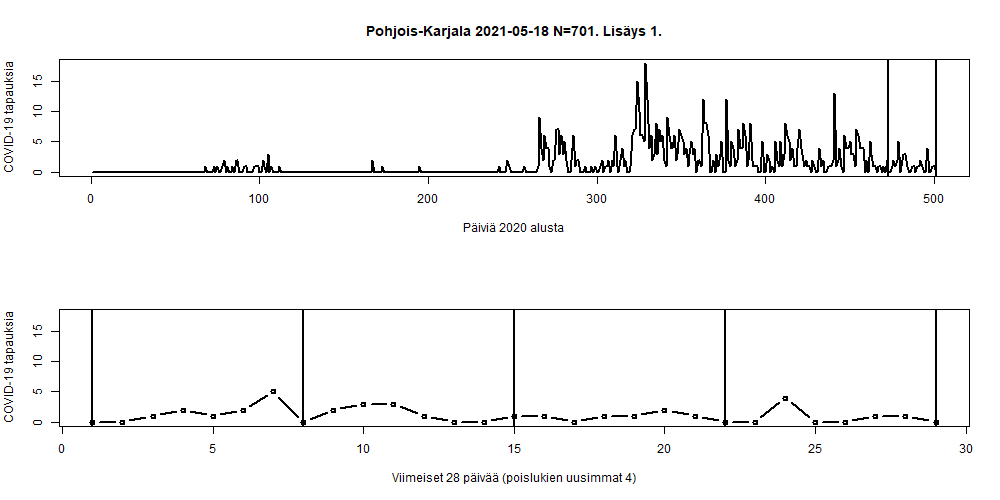 Pohjois-Karjala 2021-05-18 N=701. Lisäys 1.
COVID-19 tapauksia
15
10
5
0
0 100 200 300 400 500
Päiviä 2020 alusta
COVID-19 tapauksia
15
10
5
0
0 5 10 15 20 25 30
Viimeiset 28 päivää (poislukien uusimmat 4)